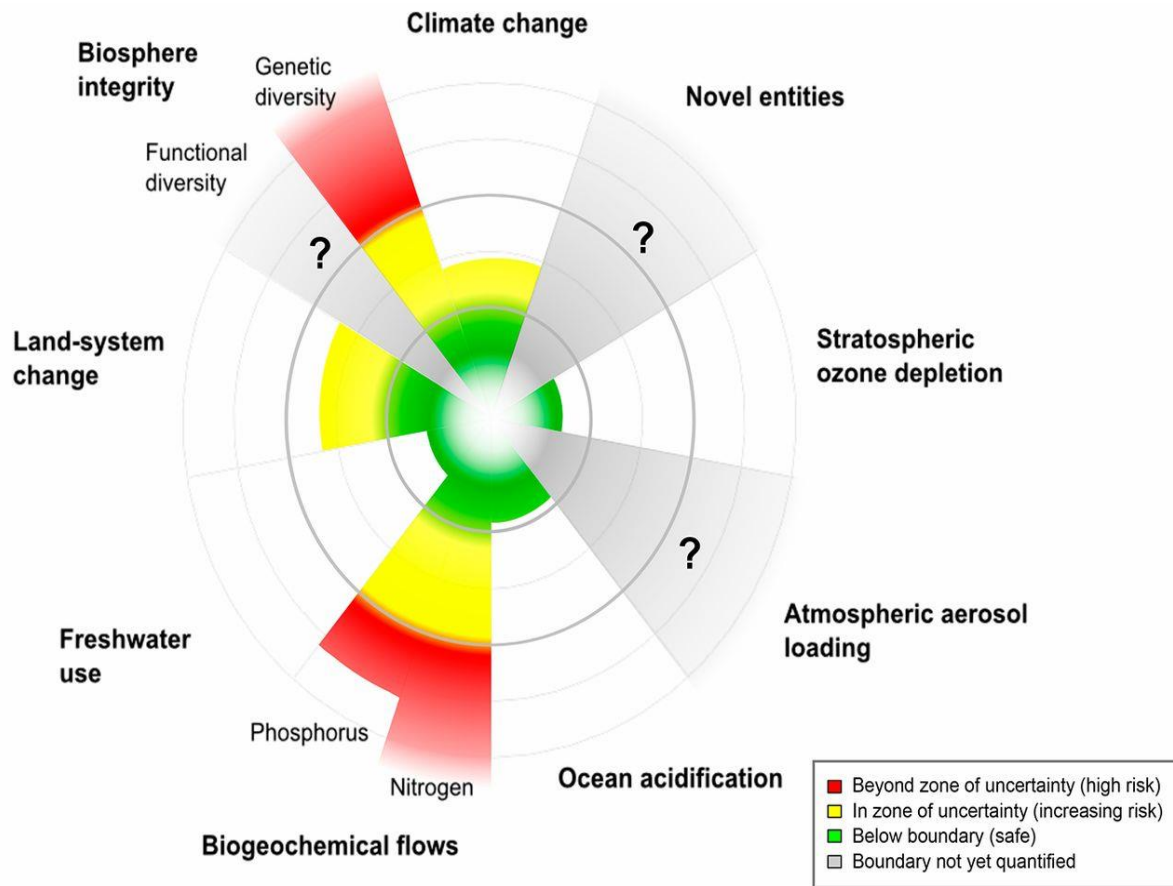 Climate change
Biosphere
integrity
Genetic
diversity
Novel entities
Functional
diversity
?
?
Land-system
change
Stratospheric
ozone depletion
?
Freshwater
use
Atmospheric aerosol
loading
Phosphorus
Nitrogen
Ocean acidification
Biogeochemical flows
Beyond zone of uncertainty (high risk)
In zone of uncertainty (increasing risk)
Below boundary (safe)
Boundary not yet quantified